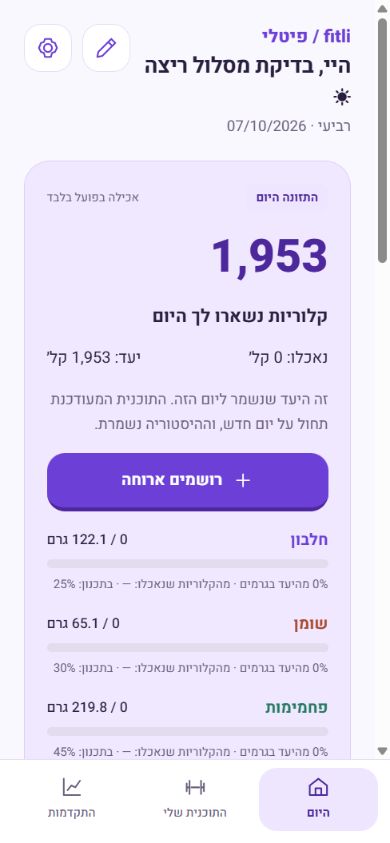 fitli / פיטלי
היי, בדיקת מסלול ריצה
☀
רביעי · 07/10/2026
התזונה היום
אכילה בפועל בלבד
1,953
קלוריות נשארו לך היום
נאכלו: 0 קל׳
יעד: 1,953 קל׳
זה היעד שנשמר ליום הזה. התוכנית המעודכנת
תחול על יום חדש, וההיסטוריה נשמרת.
+ רושמים ארוחה
חלבון
0 / 122.1 גרם
0% מהיעד בגרמים · מהקלוריות שנאכלו: — · בתכנון: 25%
שומן
0 / 65.1 גרם
0% מהיעד בגרמים · מהקלוריות שנאכלו: — · בתכנון: 30%
פחמימות
0 / 219.8 גרם
0% מהיעד בגרמים · מהקלוריות שנאכלו: — · בתכנון: 45%
היום
התוכנית שלי
התקדמות